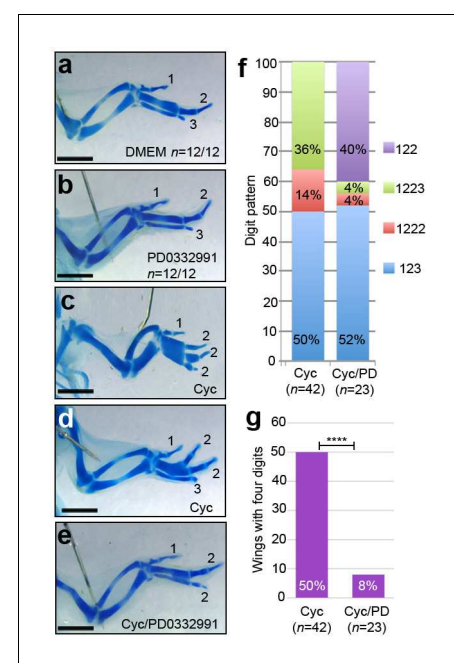 a
1
2
3
DMEM n=12/12
b
1
2
3
PD0332991
n=12/12
c
1
2
2
2
Cyc
d
1
2
2
3
Cyc
e
1
2
2
Cyc/PD0332991
f
Digit pattern
100
90
80
70
60
50
40
30
20
10
0
36%
14%
50%
40%
4%
4%
52%
122
1223
1222
123
Cyc
(n=42)
Cyc/PD
(n=23)
g
Wings with four digits
60
50
40
30
20
10
0
****
50%
8%
Cyc
(n=42)
Cyc/PD
(n=23)